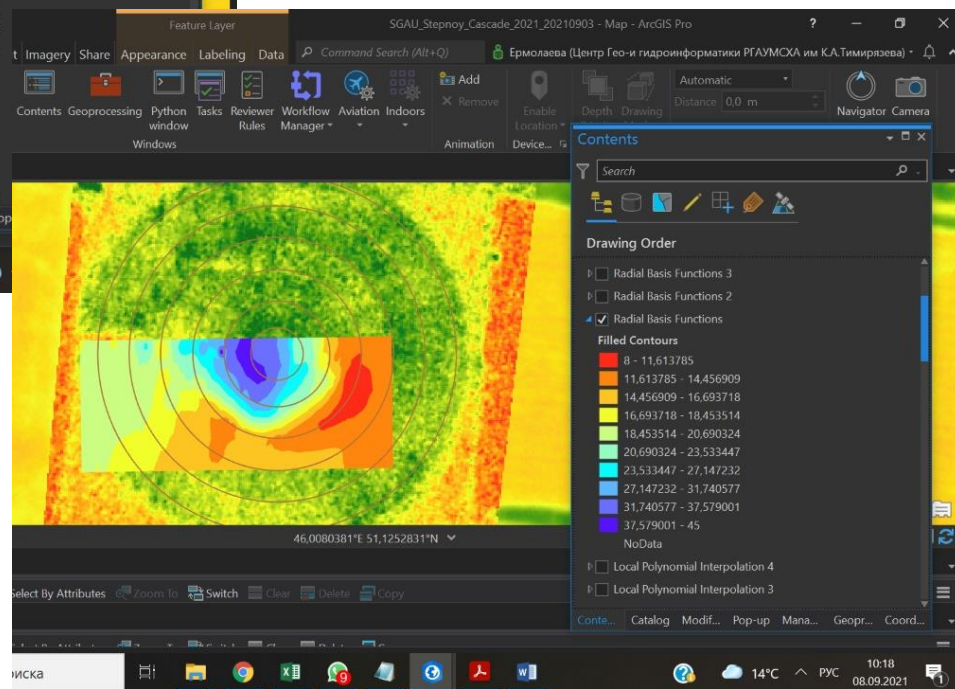 Feature Layer
SGAU_Stepnoy_Cascade_2021_20210903 - Map - ArcGIS Pro
?
t Imagery Share Appearance Labeling Data Command Search (Alt+Q) Ермолаева (Центр Гео-и гидроинформатики РГАУМСХА им К.А.Тимирязева)
Contents Geoprocessing Python window Tasks Reviewer Rules Workflow Manager Aviation Indoors
Add
Remove
Enable Location
Depth Drawing
Automatic
Distance 0,0 m
Navigator Camera
Windows
Animation
Device...
Contents
Search
Drawing Order
Radial Basis Functions 3
Radial Basis Functions 2
Radial Basis Functions
Filled Contours
8 - 11,613785
11,613785 - 14,456909
14,456909 - 16,693718
16,693718 - 18,453514
18,453514 - 20,690324
20,690324 - 23,533447
23,533447 - 27,147232
27,147232 - 31,740577
31,740577 - 37,579001
37,579001 - 45
NoData
Local Polynomial Interpolation 4
Local Polynomial Interpolation 3
Conte... Catalog Modif... Pop-up Mana... Geopr... Coord...
op
46,0080381°E 51,1252831°N
Select By Attributes Zoom To Switch Clear Delete Copy
иска
9
14°C
РУС
10:18
08.09.2021
1